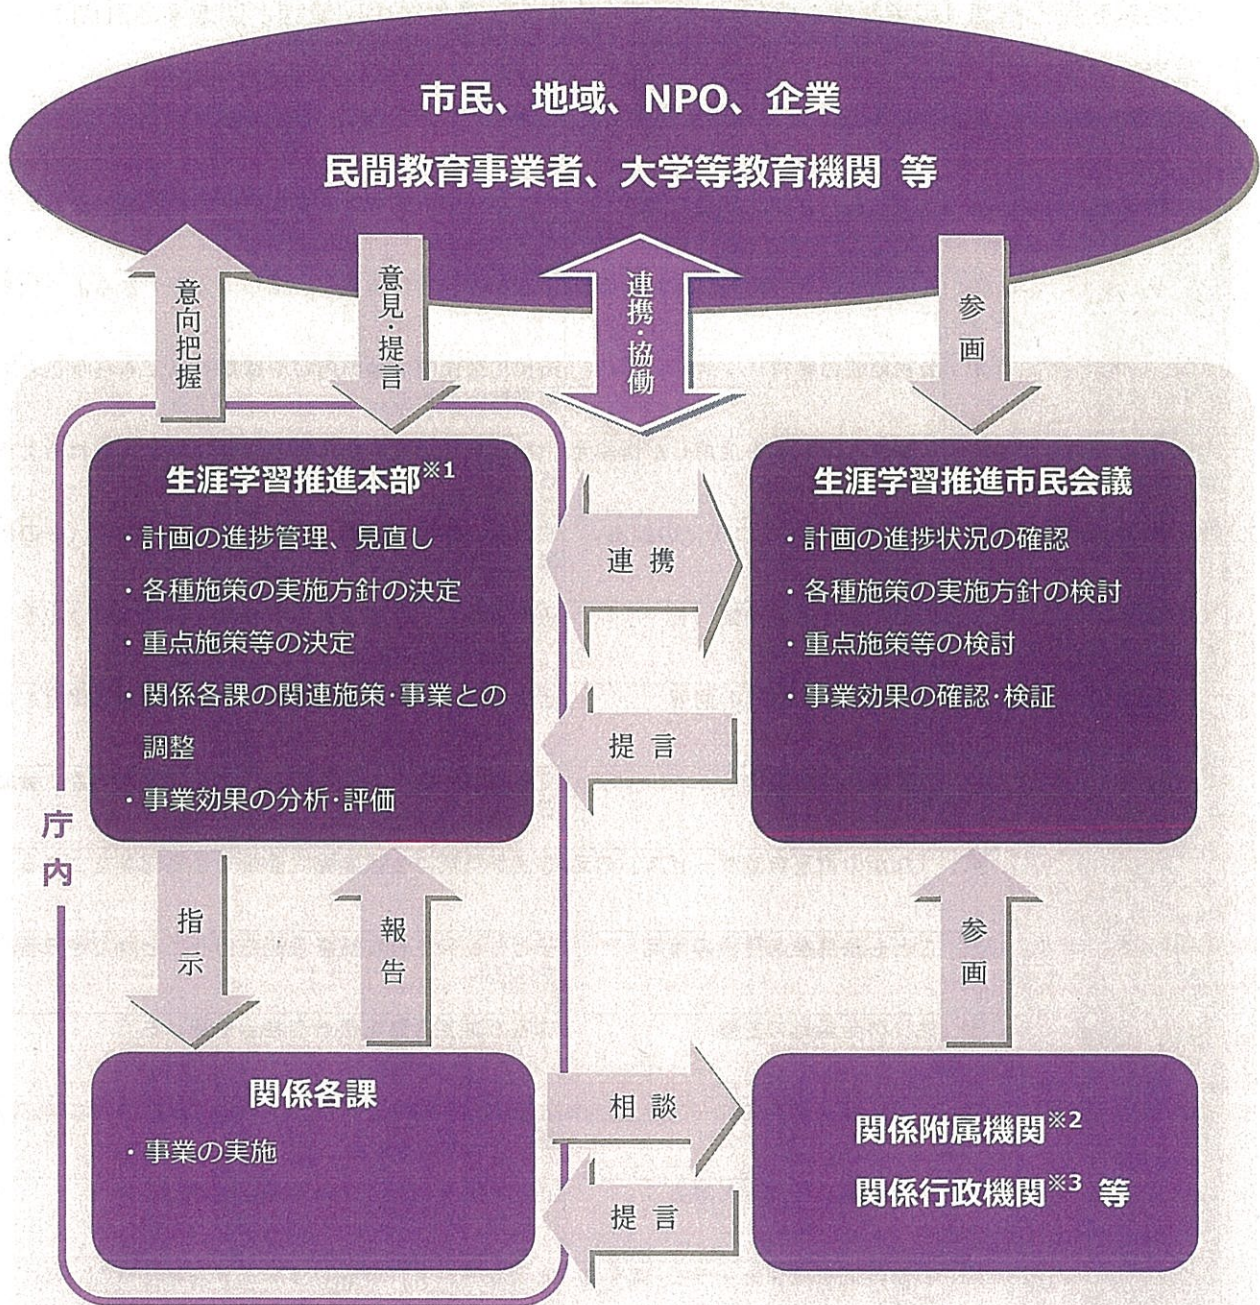 市民、地域、NPO、企業
民間教育事業者、大学等教育機関 等
意向把握
意見・提言
連携・協働
参画
生涯学習推進本部※1
・計画の進捗管理、見直し
・各種施策の実施方針の決定
・重点施策等の決定
・関係各課の関連施策・事業との
調整
・事業効果の分析・評価
連携
提言
生涯学習推進市民会議
・計画の進捗状況の確認
・各種施策の実施方針の検討
・重点施策等の検討
・事業効果の確認・検証
庁内
指示
報告
参画
関係各課
・事業の実施
相談
提言
関係附属機関※2
関係行政機関※3 等